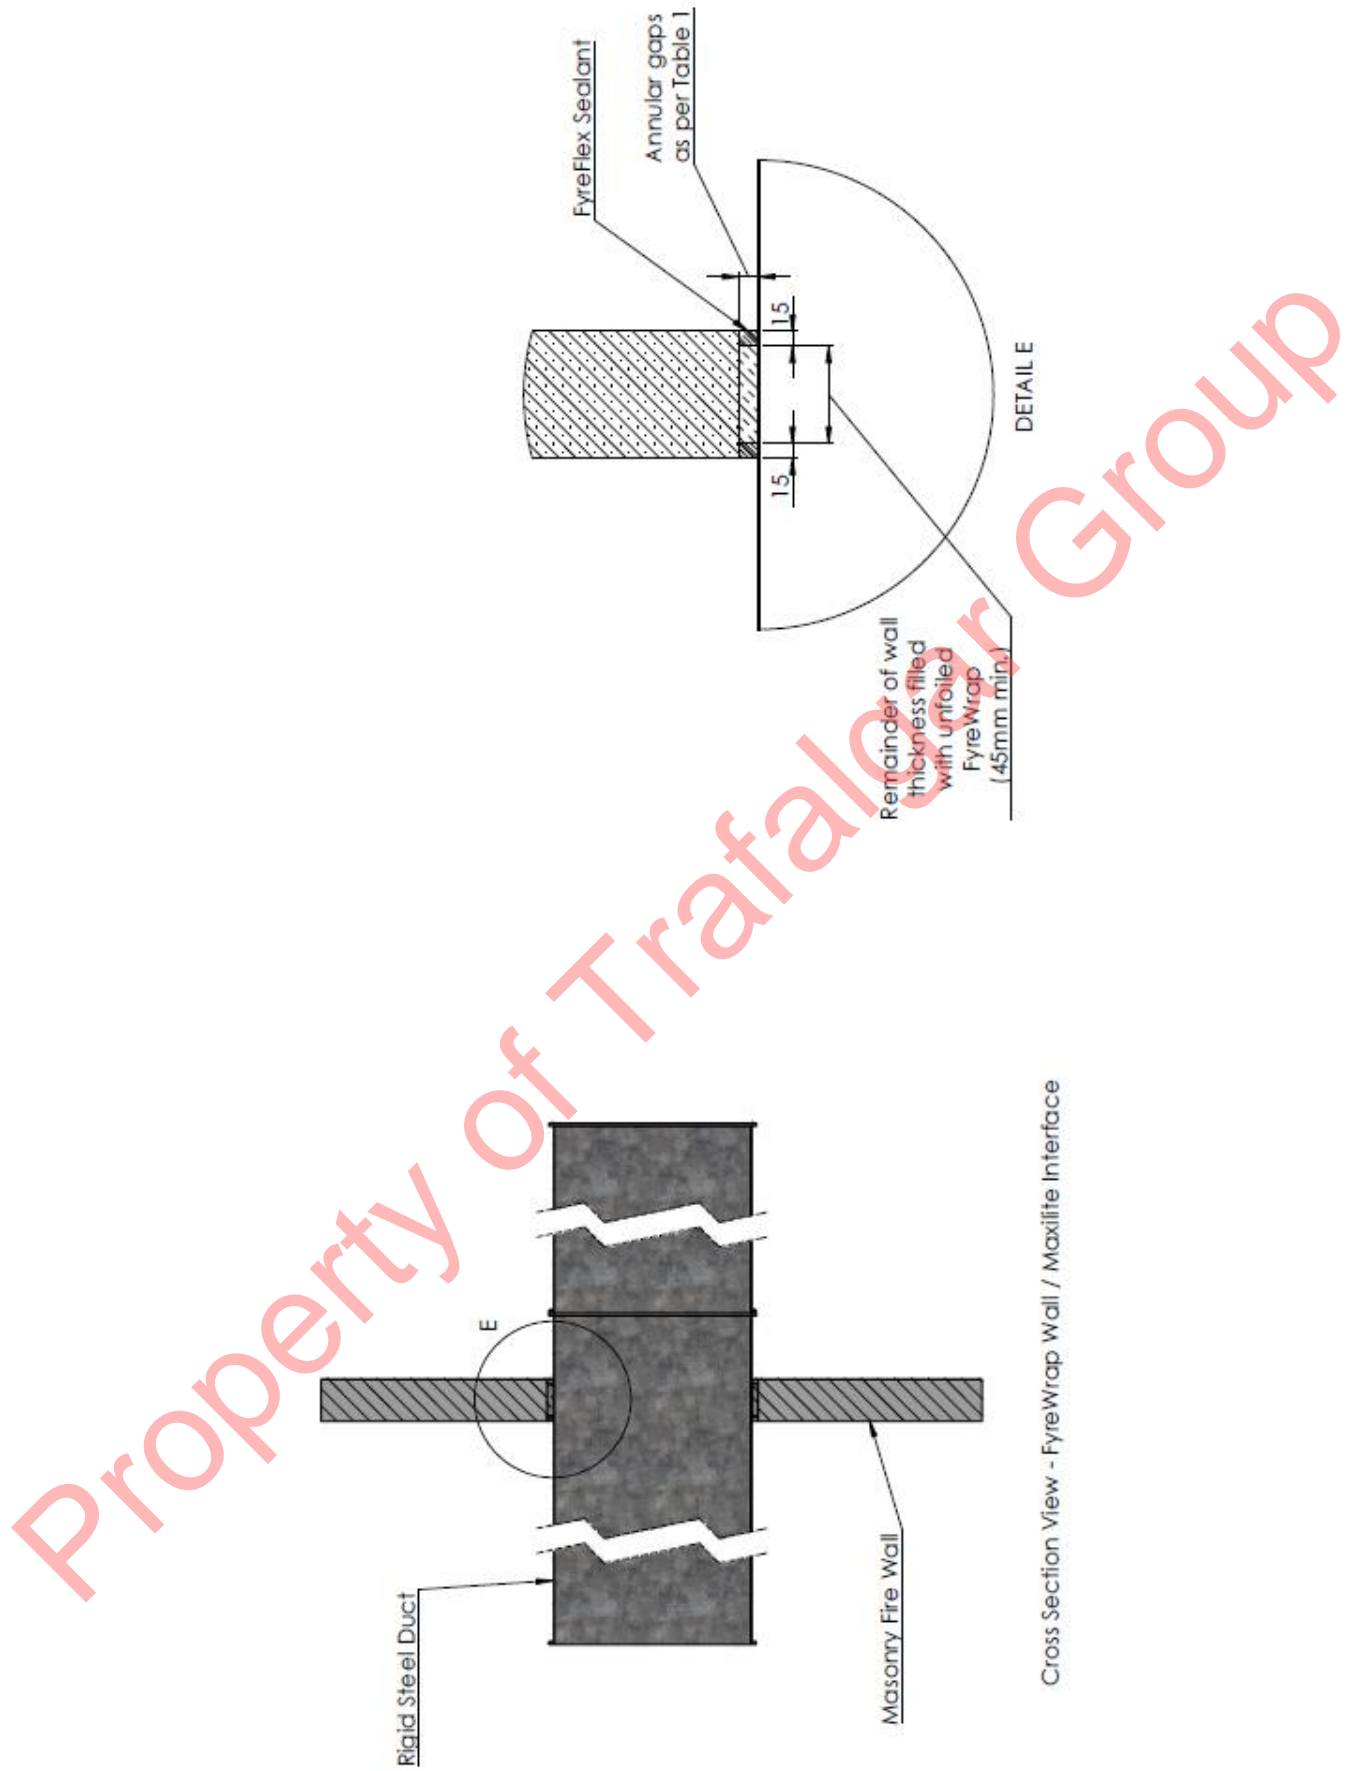 Rigid Steel Duct
E
Masonry Fire Wall
Cross Section View - FyreWrap Wall / Maxilite Interface
FyreFlex Sealant
Annular gaps
as per Table 1
15
15
Remainder of wall
thickness filled
with unfoiled
FyreWrap
(45mm min.)
DETAIL E
Property of Trafalgar Group